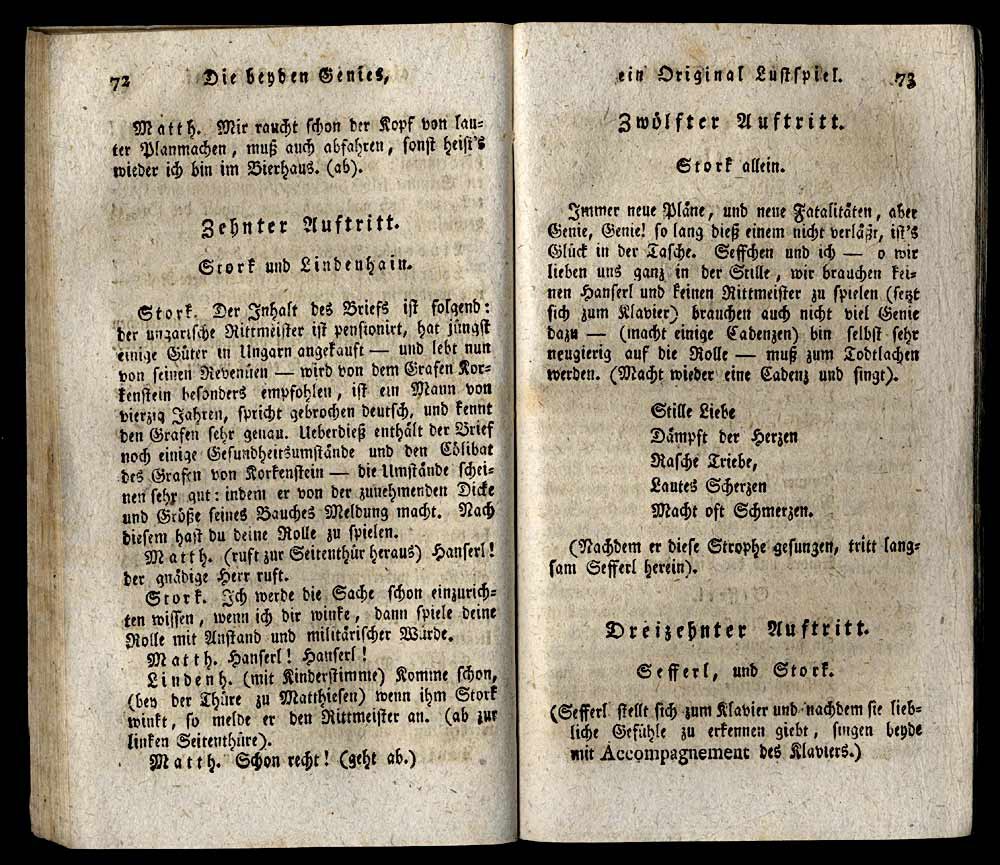 72 Die beyden Genies,
Matth. Mir raucht schon der Kopf von lau-
ter Planmachen, muß auch abfahren, sonst heist's
wieder ich bin im Bierhaus. (ab).
Zehnter Auftritt.
Stork und Lindenhain.
Stork. Der Inhalt des Briefs ist folgend:
der ungarische Rittmeister ist pensionirt, hat jüngst
einige Güter in Ungarn angekauft — und lebt nun
von seinen Revenüen — wird von dem Grafen Kor-
kenstein besonders empfohlen, ist ein Mann von
vierzig Jahren, spricht gebrochen deutsch, und kennt
den Grafen sehr genau. Ueberdieß enthält der Brief
noch einige Gesundheitsumstände und den Cölibat
des Grafen von Korkenstein — die Umstände schei-
nen sehr gut: indem er von der zunehmenden Dicke
und Größe seines Bauches Meldung macht. Nach
diesem hast du deine Rolle zu spielen.
Matth. (ruft zur Seitenthür heraus) Hanserl!
der gnädige Herr ruft.
Stork. Ich werde die Sache schon einzurich-
ten wissen, wenn ich dir winke, dann spiele deine
Rolle mit Anstand und militärischer Würde.
Matth. Hanserl! Hanserl!
Lindenh. (mit Kinderstimme) Komme schon,
(bey der Thüre zu Matthiesen) wenn ihm Stork
winkt, so melde er den Rittmeister an. (ab zur
linken Seitenthüre).
Matth. Schon recht! (geht ab.)
ein Original Lustspiel. 73
Zwölfter Auftritt.
Stork allein.
Immer neue Pläne, und neue Fatalitäten, aber
Genie, Genie! so lang dieß einem nicht verläßt, ist's
Glück in der Tasche. Seffchen und ich — o wir
lieben uns ganz in der Stille, wir brauchen kei-
nen Hanserl und keinen Rittmeister zu spielen (setzt
sich zum Klavier) brauchen auch nicht viel Genie
dazu — (macht einige Cadenzen) bin selbst sehr
neugierig auf die Rolle — muß zum Todtlachen
werden. (Macht wieder eine Cadenz und singt).
Stille Liebe
Dämpft der Herzen
Rasche Triebe,
Lautes Scherzen
Macht oft Schmerzen.
(Nachdem er diese Strophe gesungen, tritt lang-
sam Sefferl herein).
Dreizehnter Auftritt.
Sefferl, und Stork.
(Sefferl stellt sich zum Klavier und nachdem sie lieb-
liche Gefühle zu erkennen giebt, singen beyde
mit Accompagnement des Klaviers.)